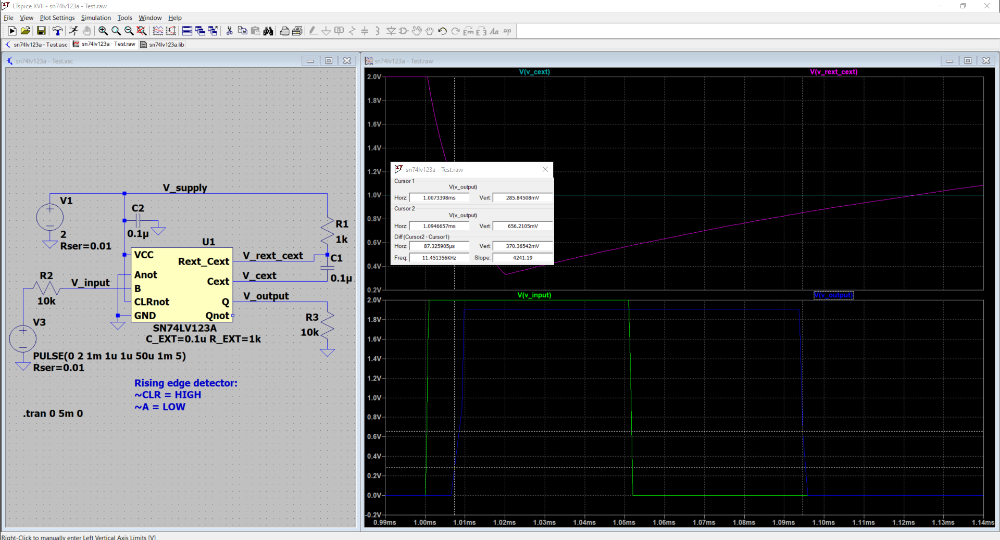 LTspice XVII - sn74lv123a - Test.raw
File View Plot Settings Simulation Tools Window Help
sn74lv123a - Test.asc sn74lv123a - Test.raw sn74lv123a.lib
sn74lv123a - Test.asc
V_supply
V1
2
Rser=0.01
C2
0.1µ
U1
VCC
Rext_Cext
Anot
B
Cext
CLRnot
Q
GND
Qnot
V_rext_cext
V_cext
V_output
R1
1k
C1
0.1µ
R2
V_input
10k
V3
PULSE(0 2 1m 1u 1u 50u 1m 5)
Rser=0.01
SN74LV123A
C_EXT=0.1u R_EXT=1k
R3
10k
Rising edge detector:
~CLR = HIGH
~A = LOW
.tran 0 5m 0
sn74lv123a - Test.raw
V(v_cext) V(v_rext_cext)
2.0V
1.8V
1.6V
1.4V
1.2V
1.0V
0.8V
0.6V
0.4V
0.2V
sn74lv123a - Test.raw
Cursor 1
V(v_output)
Horz: 1.0073398ms Vert: 285.84508mV
Cursor 2
V(v_output)
Horz: 1.0946657ms Vert: 656.2105mV
Diff (Cursor2 - Cursor1)
Horz: 87.325905µs Vert: 370.36542mV
Freq: 11.451356KHz Slope: 4241.19
V(v_input) V(v_output)
2.0V
1.8V
1.6V
1.4V
1.2V
1.0V
0.8V
0.6V
0.4V
0.2V
0.0V
-0.2V
0.99ms 1.00ms 1.01ms 1.02ms 1.03ms 1.04ms 1.05ms 1.06ms 1.07ms 1.08ms 1.09ms 1.10ms 1.11ms 1.12ms 1.13ms 1.14ms
Right-Click to manually enter Left Vertical Axis Limits [V]